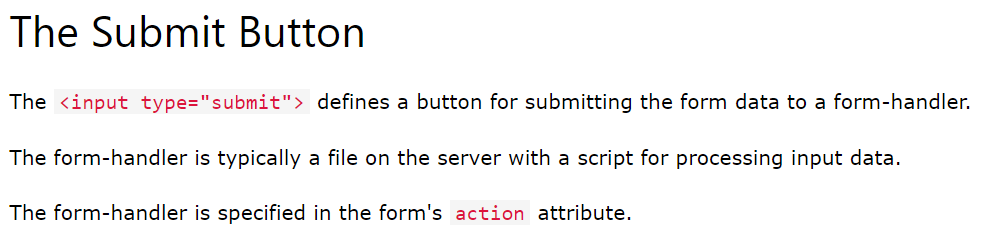 The Submit Button
The <input type="submit"> defines a button for submitting the form data to a form-handler.
The form-handler is typically a file on the server with a script for processing input data.
The form-handler is specified in the form's action attribute.